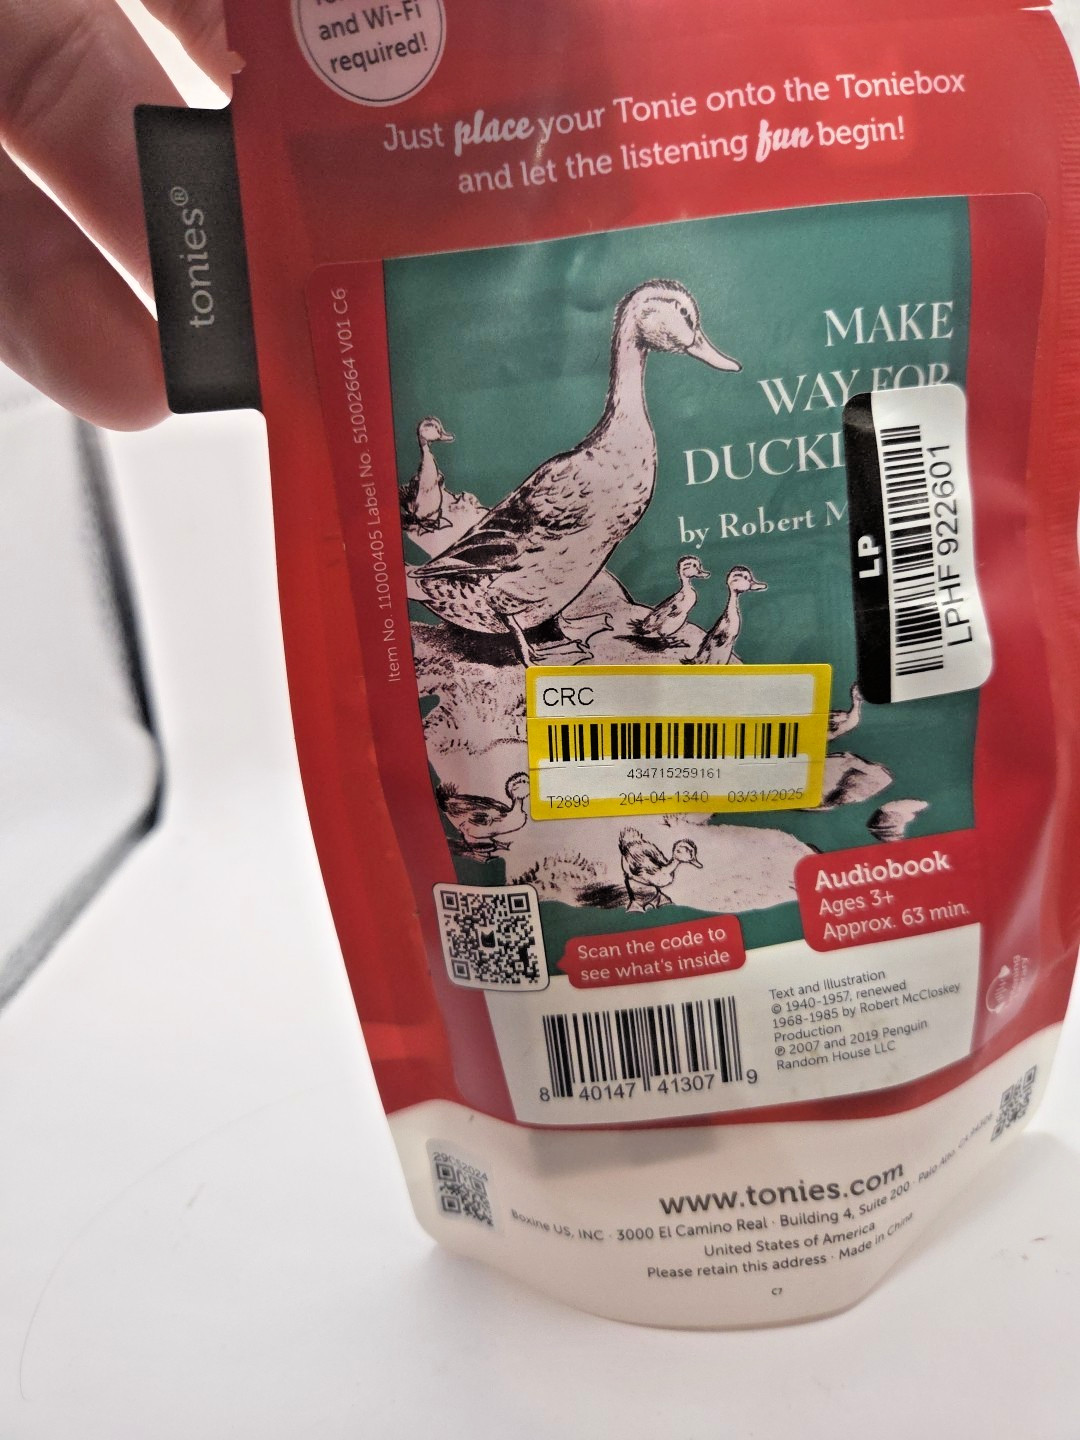 and Wi-Fi
required!
Just place your Tonie onto the Toniebox
and let the listening fun begin!
tonies®
Item No. 11000405 Label No. 51002664 V01 C6
MAKE
WAY FOR
DUCKL
by Robert M
LP
LPHF922601
CRC
434715259161
T2899 204-04-1340 03/31/2025
Audiobook
Ages 3+
Approx. 63 min.
Scan the code to
see what's inside
Text and Illustration
© 1940-1957, renewed
1968-1985 by Robert McCloskey
Production
℗ 2007 and 2019 Penguin
Random House LLC
8 40147 41307 9
www.tonies.com
Boxine US, INC · 3000 El Camino Real · Building 4, Suite 200 · Palo Alto, CA 94306
United States of America
Please retain this address · Made in China
C7